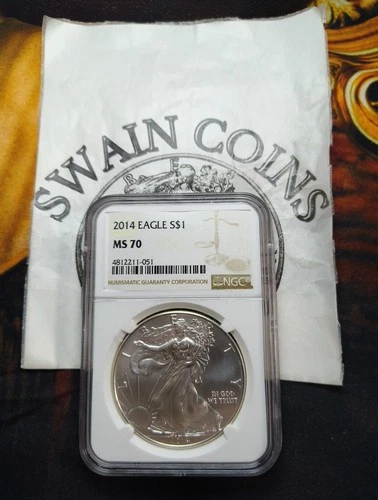 SWAIN COINS
2014 EAGLE S$1
MS 70
4812211-051
NUMISMATIC GUARANTY CORPORATION
NGC
LIBERTY
IN GOD
WE TRUST